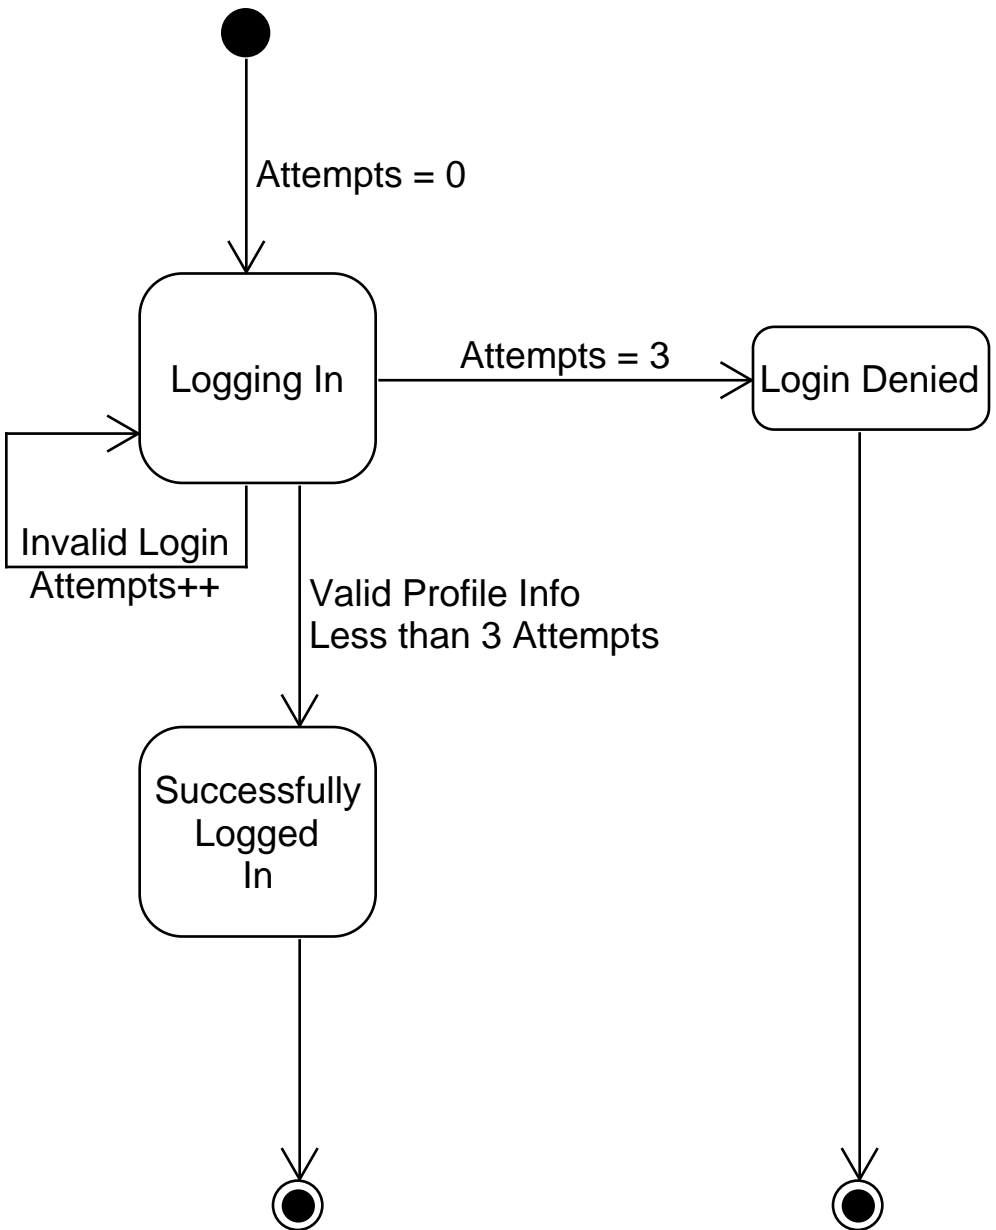 Attempts = 0
Attempts = 3
Logging In
Login Denied
Invalid Login
Attempts++
Valid Profile Info
Less than 3 Attempts
Successfully
Logged
In